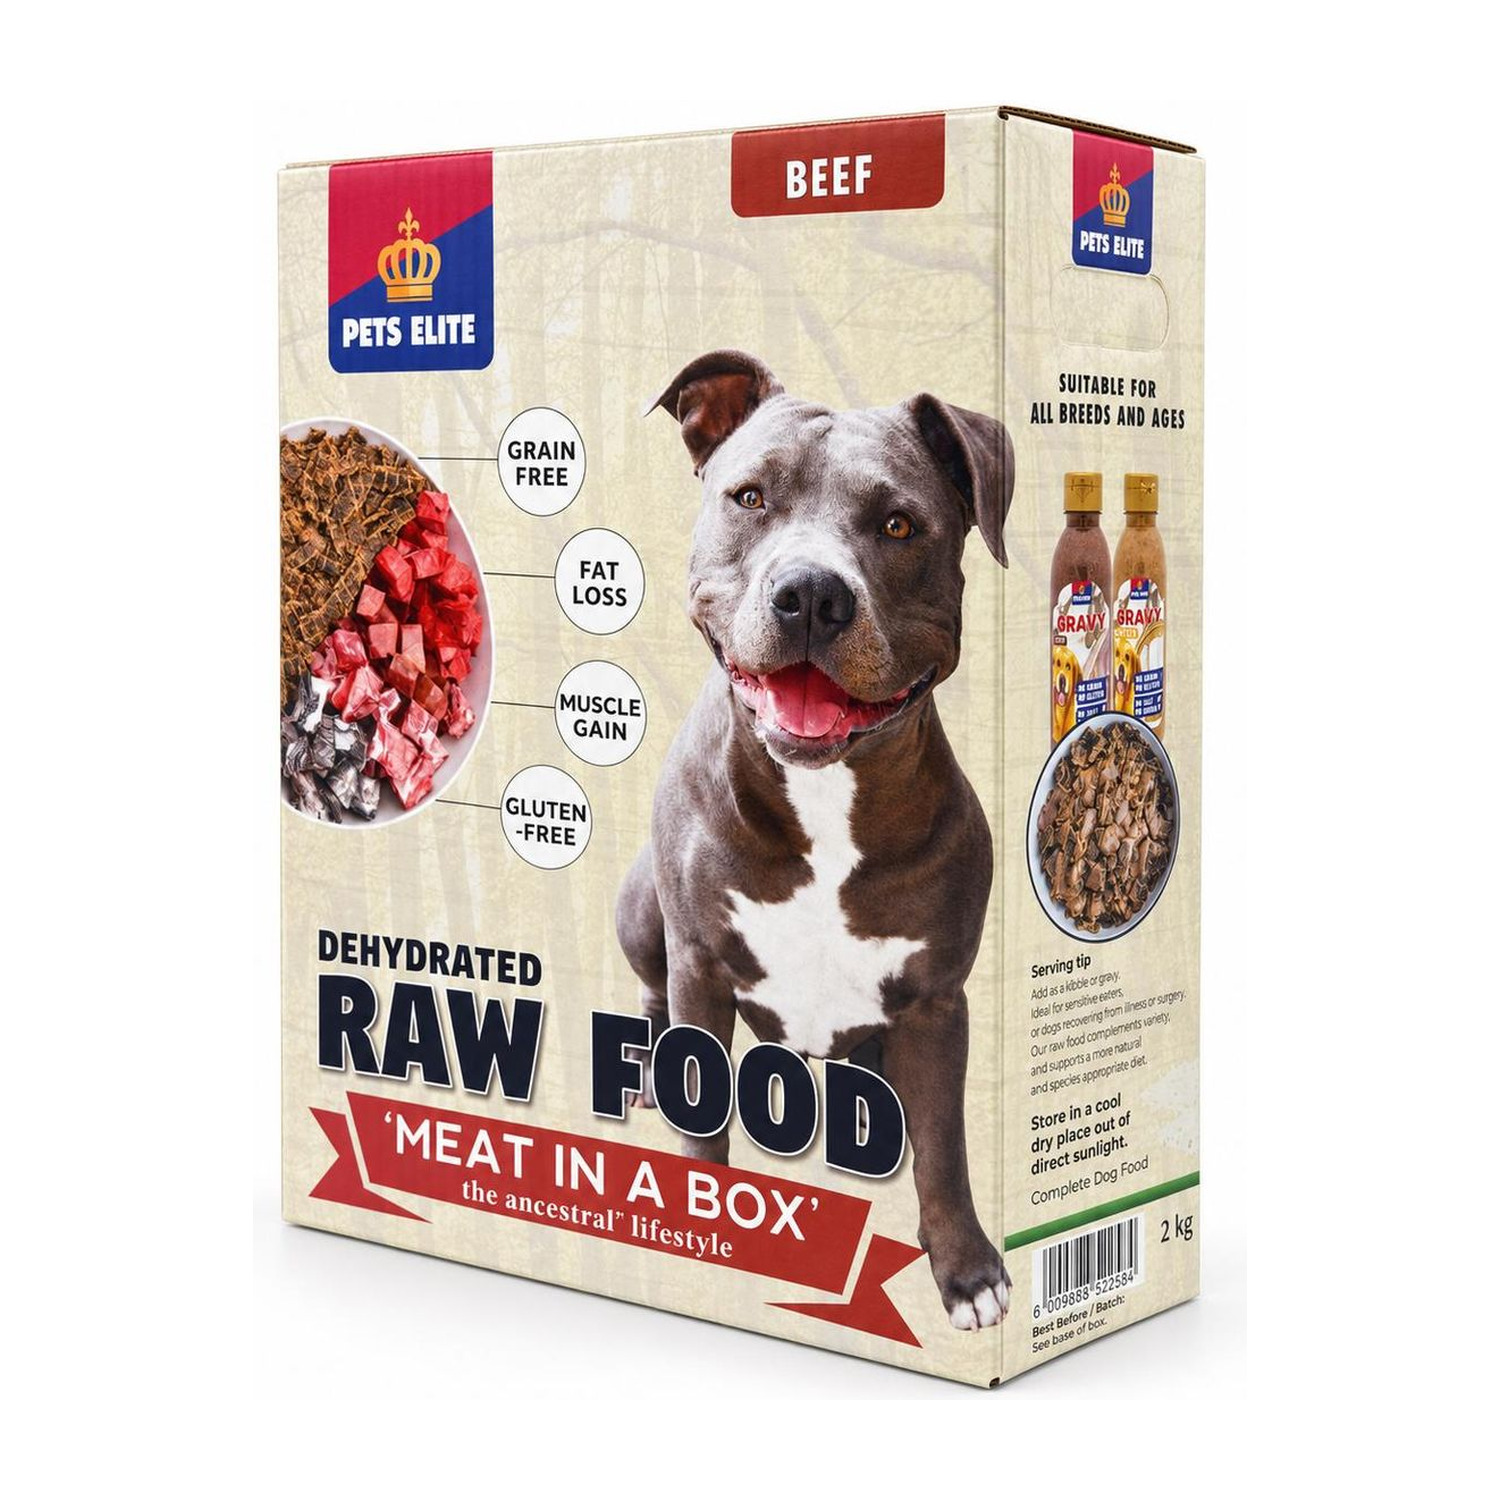 BEEF
PETS ELITE
GRAIN
FREE
FAT
LOSS
MUSCLE
GAIN
GLUTEN
-FREE
DEHYDRATED
RAW FOOD
‘MEAT IN A BOX’
the ancestral" lifestyle
PETS ELITE
SUITABLE FOR
ALL BREEDS AND AGES
GRAVY
GRAVY
Serving tip
Add as a kibble or gravy.
Ideal for sensitive eaters,
or dogs recovering from illness or surgery.
Our raw food complements variety,
and supports a more natural
and species appropriate diet.
Store in a cool
dry place out of
direct sunlight.
Complete Dog Food
2 kg
6 009888 522584
Best Before / Batch:
See base of box.